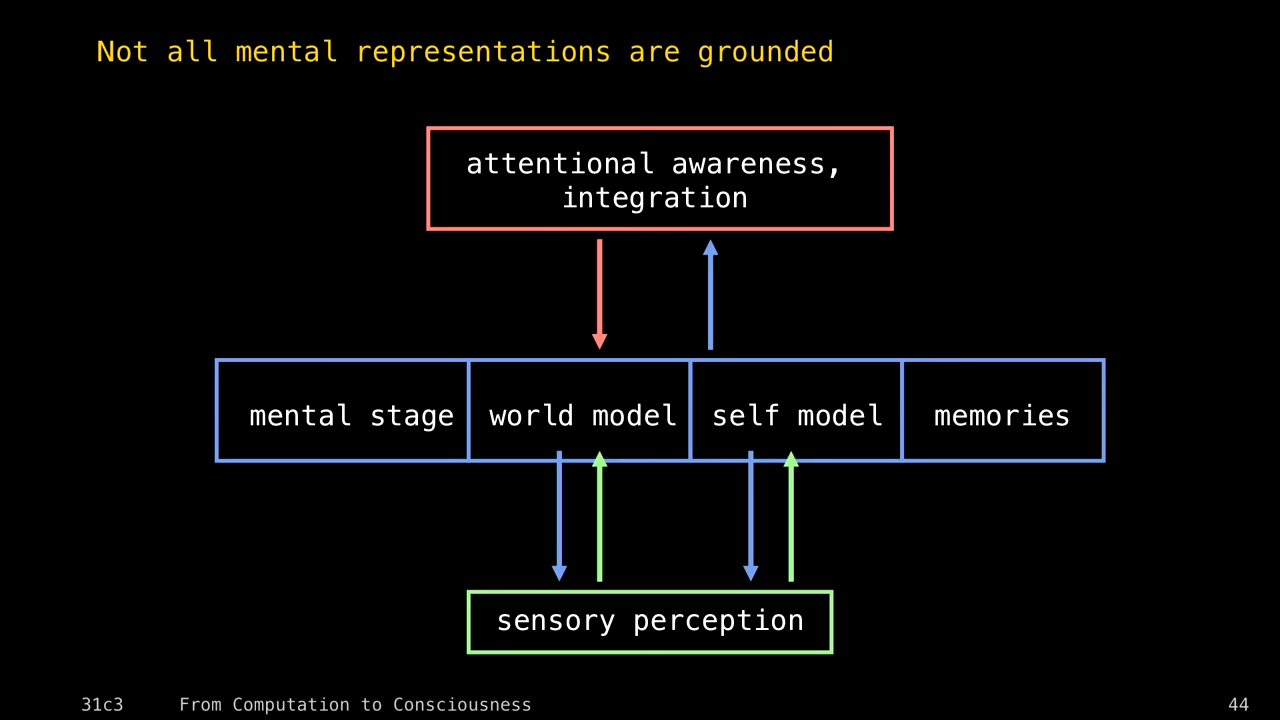 Not all mental representations are grounded
attentional awareness,
integration
mental stage
world model
self model
memories
sensory perception
31c3
From Computation to Consciousness
44